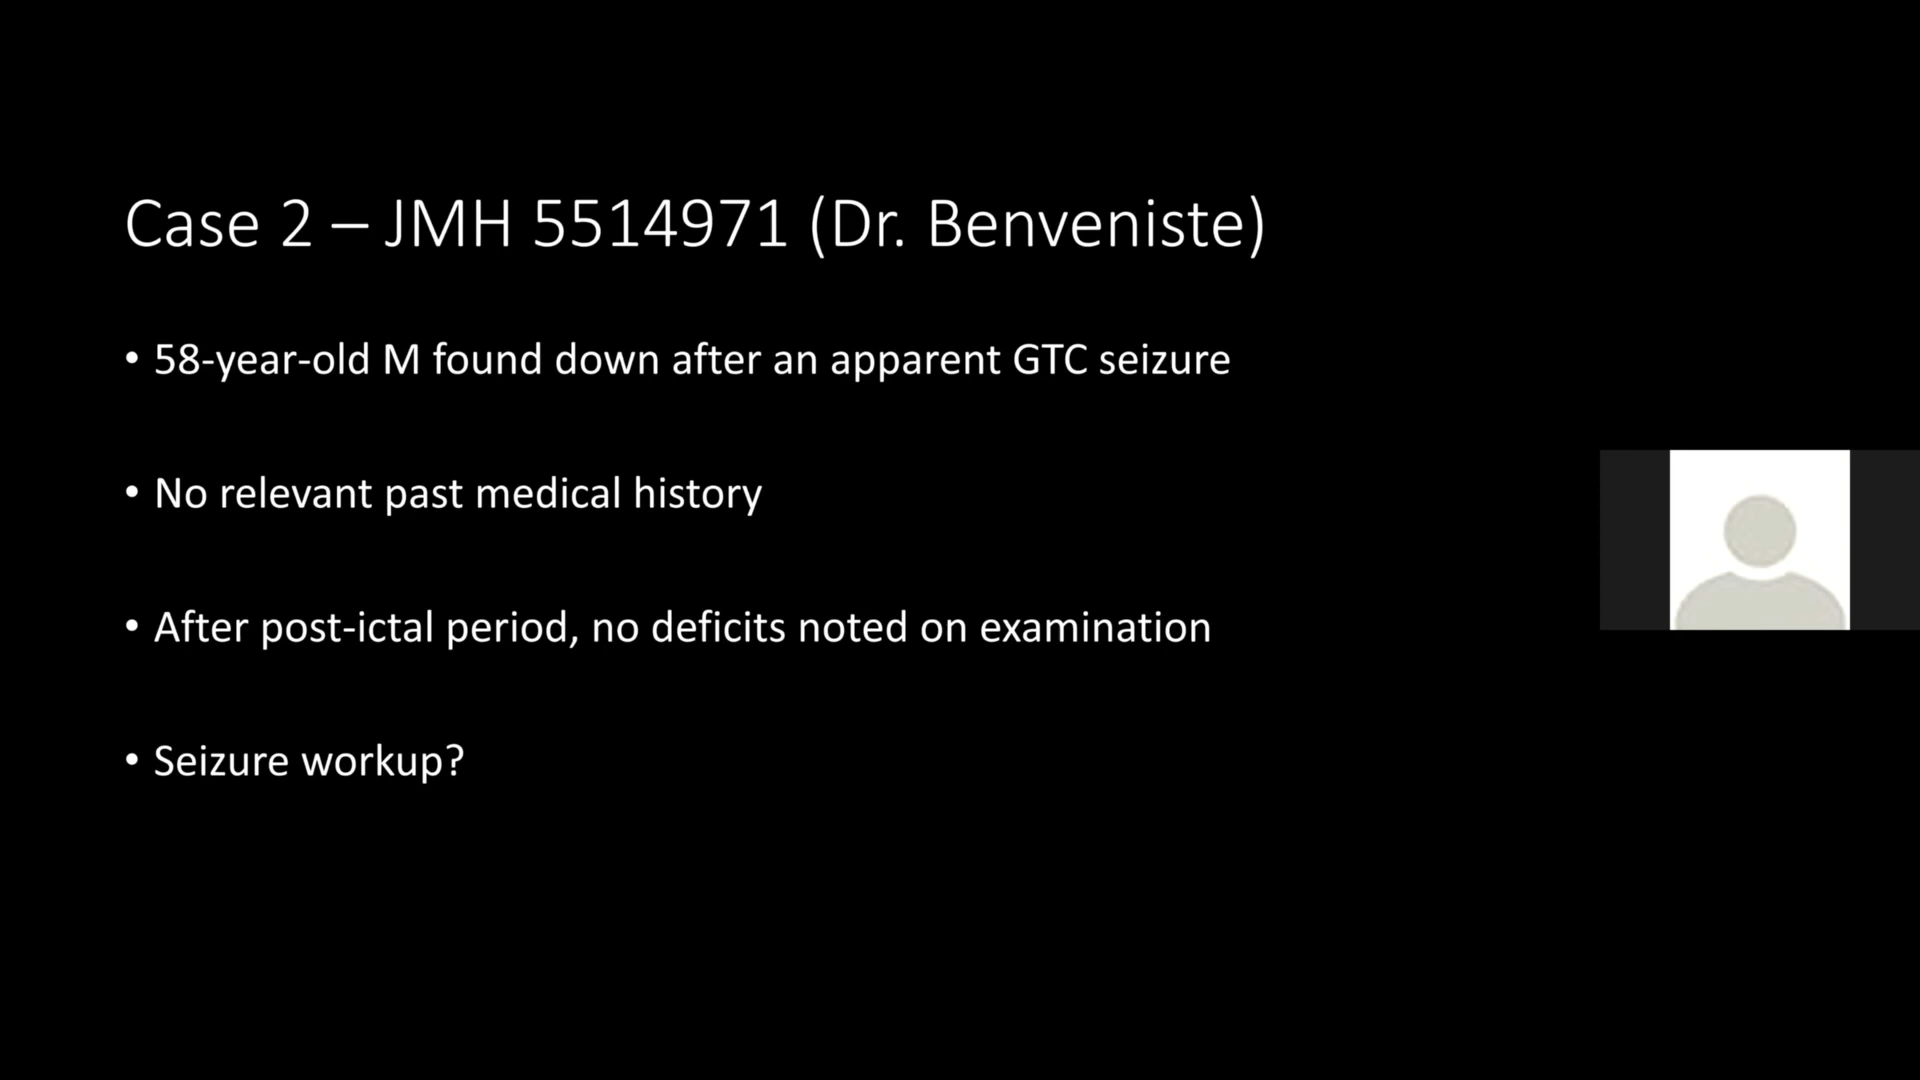 Case 2 – JMH 5514971 (Dr. Benveniste)
• 58-year-old M found down after an apparent GTC seizure
• No relevant past medical history
• After post-ictal period, no deficits noted on examination
• Seizure workup?